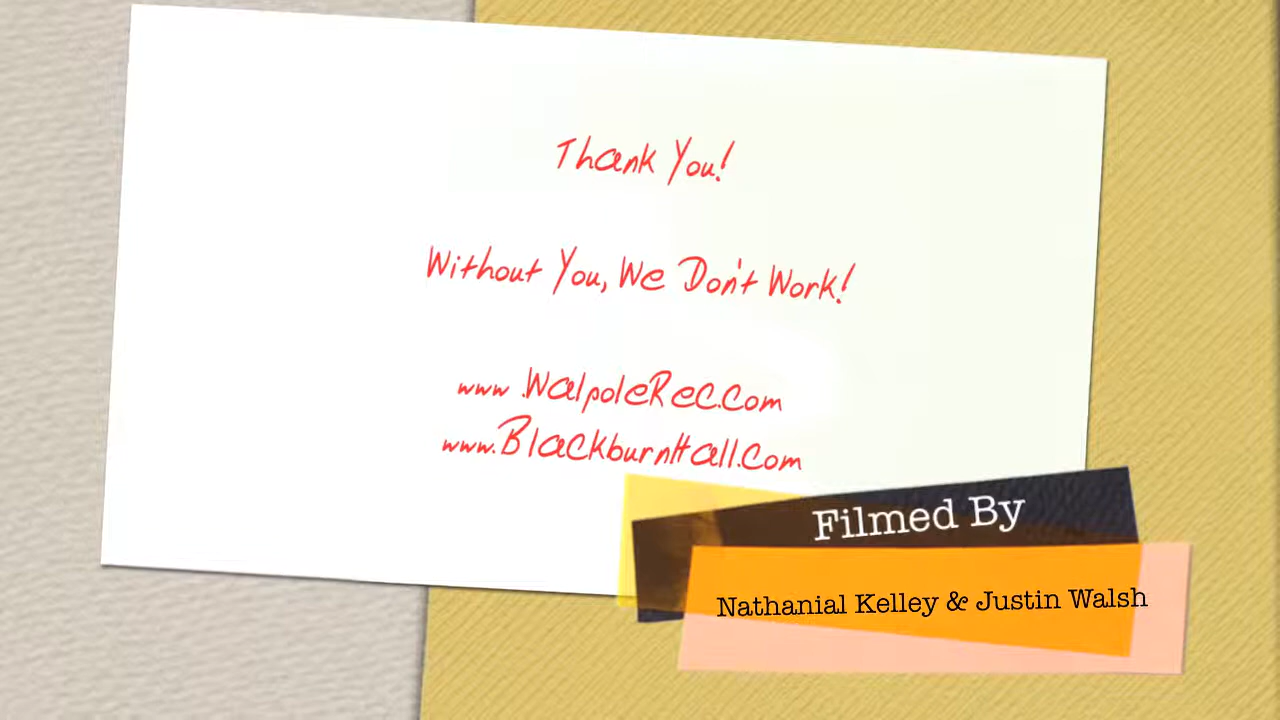 Thank You!
Without You, We Don't Work!
www.WalpoleRec.Com
www.BlackburnHall.Com
Filmed By
Nathanial Kelley & Justin Walsh